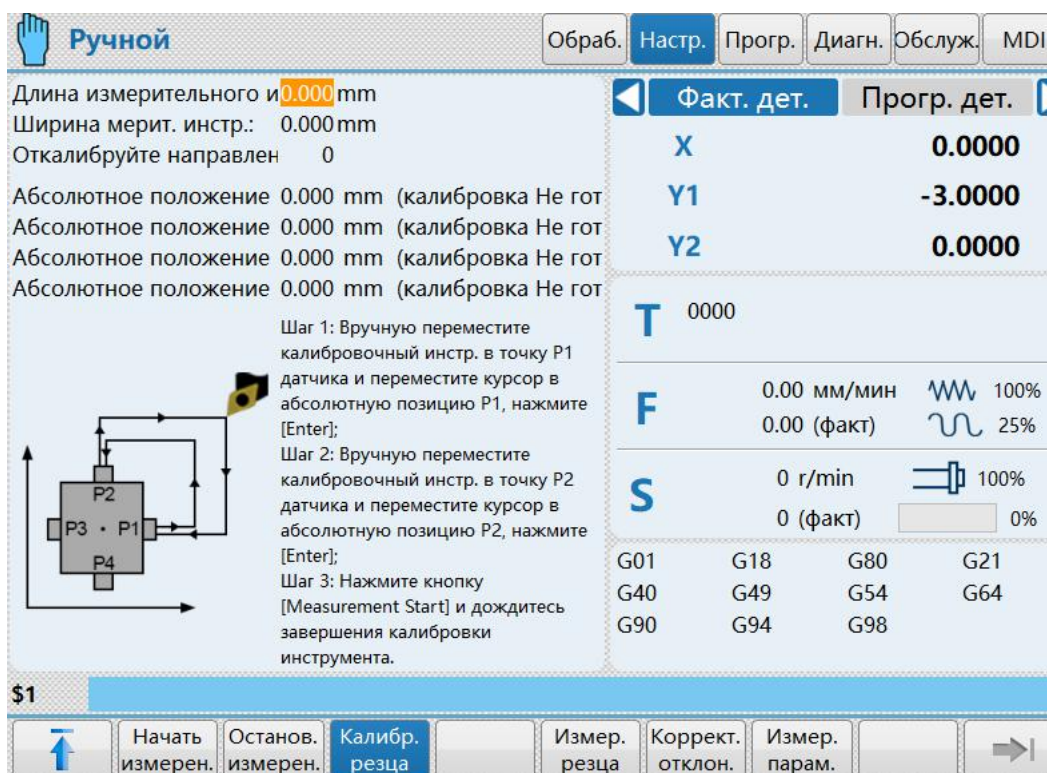 Ручной
Обраб. Настр. Прогр. Диагн. Обслуж. MDI
Длина измерительного и 0.000 mm
Ширина мерит. инстр.: 0.000 mm
Откалибруйте направлен 0
Абсолютное положение 0.000 mm (калибровка Не гот
Абсолютное положение 0.000 mm (калибровка Не гот
Абсолютное положение 0.000 mm (калибровка Не гот
Абсолютное положение 0.000 mm (калибровка Не гот
P2
P3 · P1
P4
Шаг 1: Вручную переместите
калибровочный инстр. в точку P1
датчика и переместите курсор в
абсолютную позицию P1, нажмите
[Enter];
Шаг 2: Вручную переместите
калибровочный инстр. в точку P2
датчика и переместите курсор в
абсолютную позицию P2, нажмите
[Enter];
Шаг 3: Нажмите кнопку
[Measurement Start] и дождитесь
завершения калибровки
инструмента.
Факт. дет. Прогр. дет.
X 0.0000
Y1 -3.0000
Y2 0.0000
T 0000
F 0.00 мм/мин 100%
0.00 (факт) 25%
S 0 r/min 100%
0 (факт) 0%
G01 G18 G80 G21
G40 G49 G54 G64
G90 G94 G98
$1
Начать измерен.
Останов. измерен.
Калибр. резца
Измер. резца
Коррект. отклон.
Измер. парам.